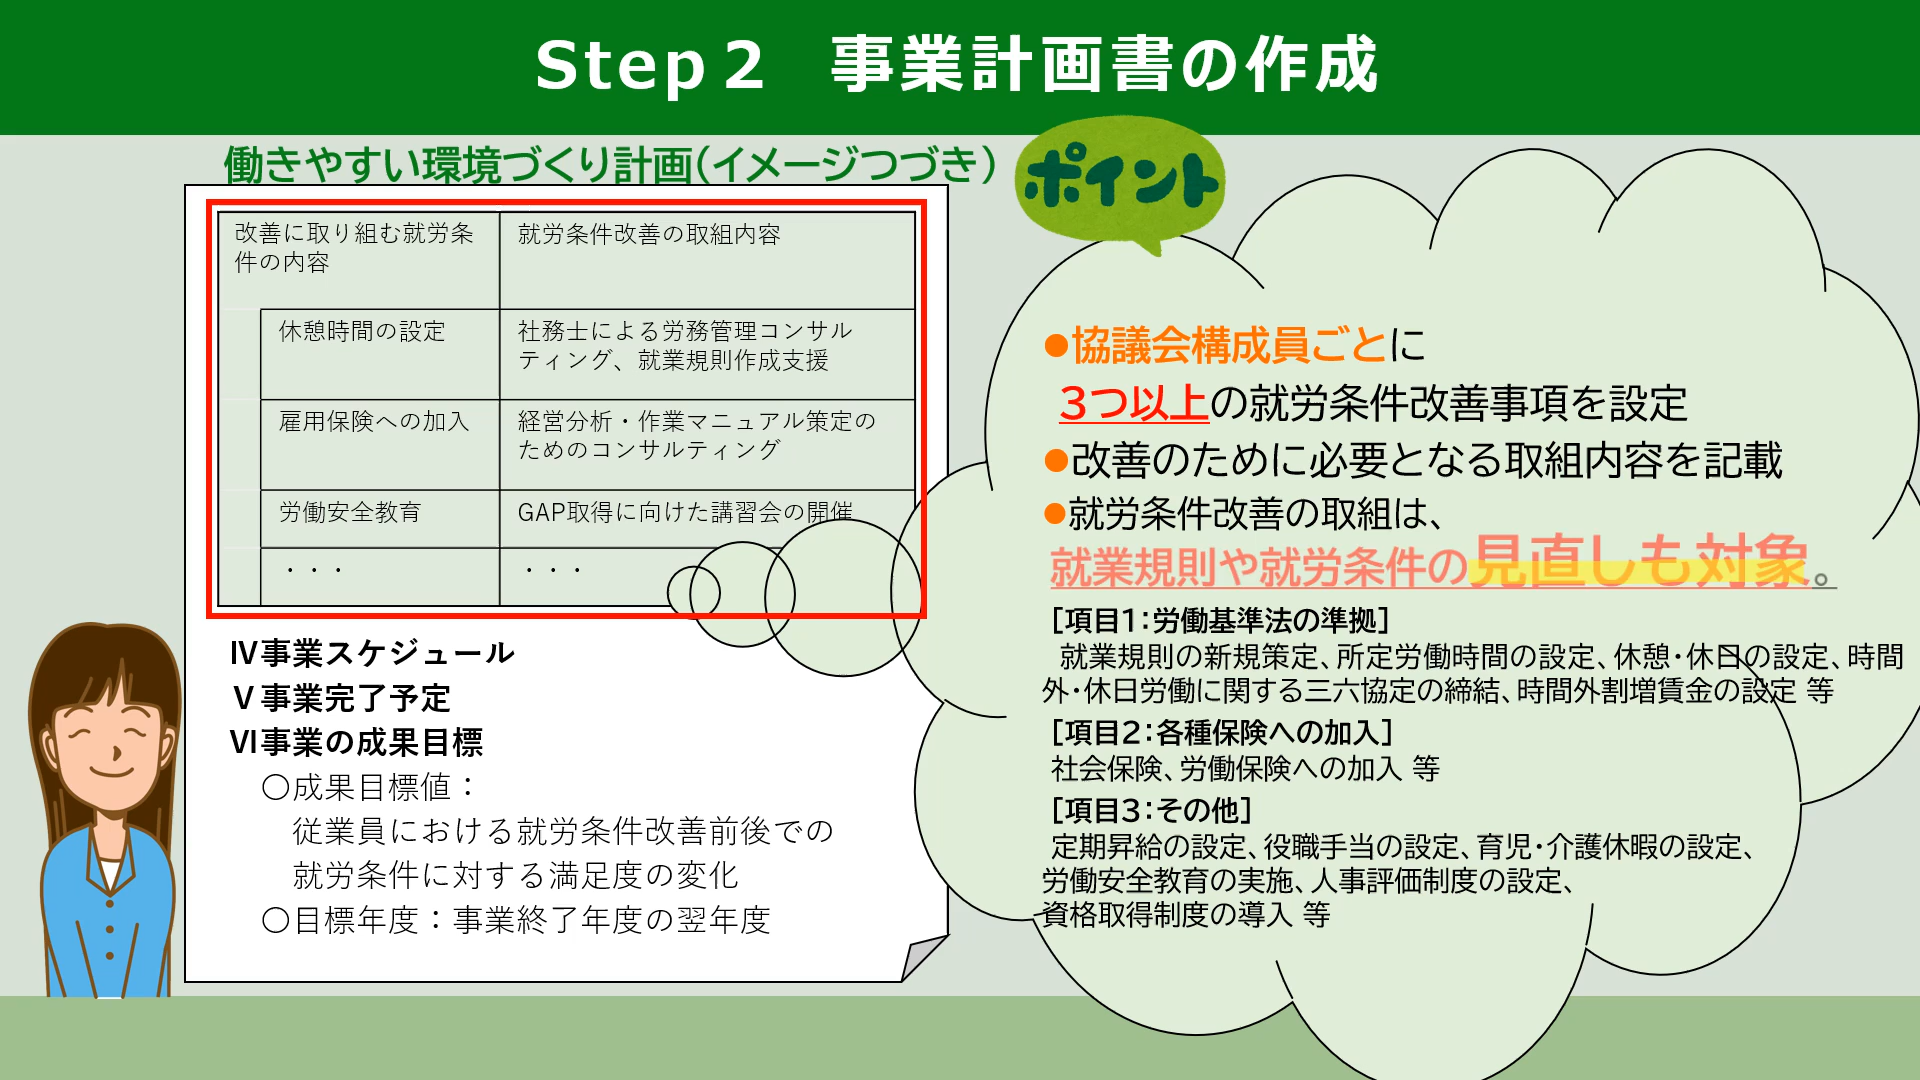 Step２　事業計画書の作成
働きやすい環境づくり計画（イメージつづき）
ポイント
改善に取り組む就労条
件の内容
就労条件改善の取組内容
休憩時間の設定
社務士による労務管理コンサル
ティング、就業規則作成支援
雇用保険への加入
経営分析・作業マニュアル策定の
ためのコンサルティング
労働安全教育
GAP取得に向けた講習会の開催
・・・
・・・
Ⅳ事業スケジュール
Ⅴ事業完了予定
Ⅵ事業の成果目標
〇成果目標値：
従業員における就労条件改善前後での
就労条件に対する満足度の変化
〇目標年度：事業終了年度の翌年度
●協議会構成員ごとに
３つ以上の就労条件改善事項を設定
●改善のために必要となる取組内容を記載
●就労条件改善の取組は、
就業規則や就労条件の見直しも対象。
［項目1：労働基準法の準拠］
就業規則の新規策定、所定労働時間の設定、休憩・休日の設定、時間
外・休日労働に関する三六協定の締結、時間外割増賃金の設定 等
［項目2：各種保険への加入］
社会保険、労働保険への加入 等
［項目3：その他］
定期昇給の設定、役職手当の設定、育児・介護休暇の設定、
労働安全教育の実施、人事評価制度の設定、
資格取得制度の導入 等